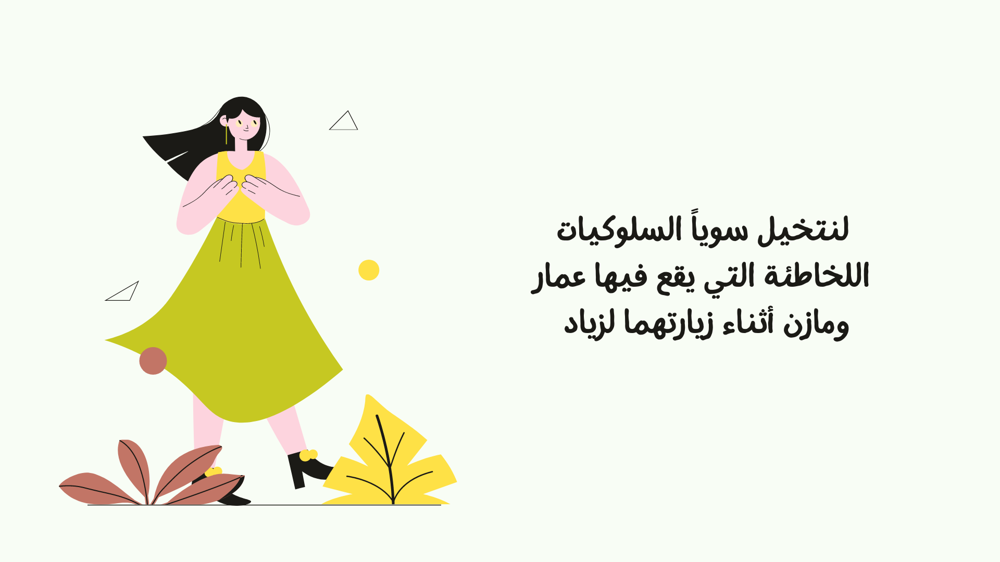 لنتخيل سوياً السلوكيات
اللخاطئة التي يقع فيها عمار
ومازن أثناء زيارتهما لزياد